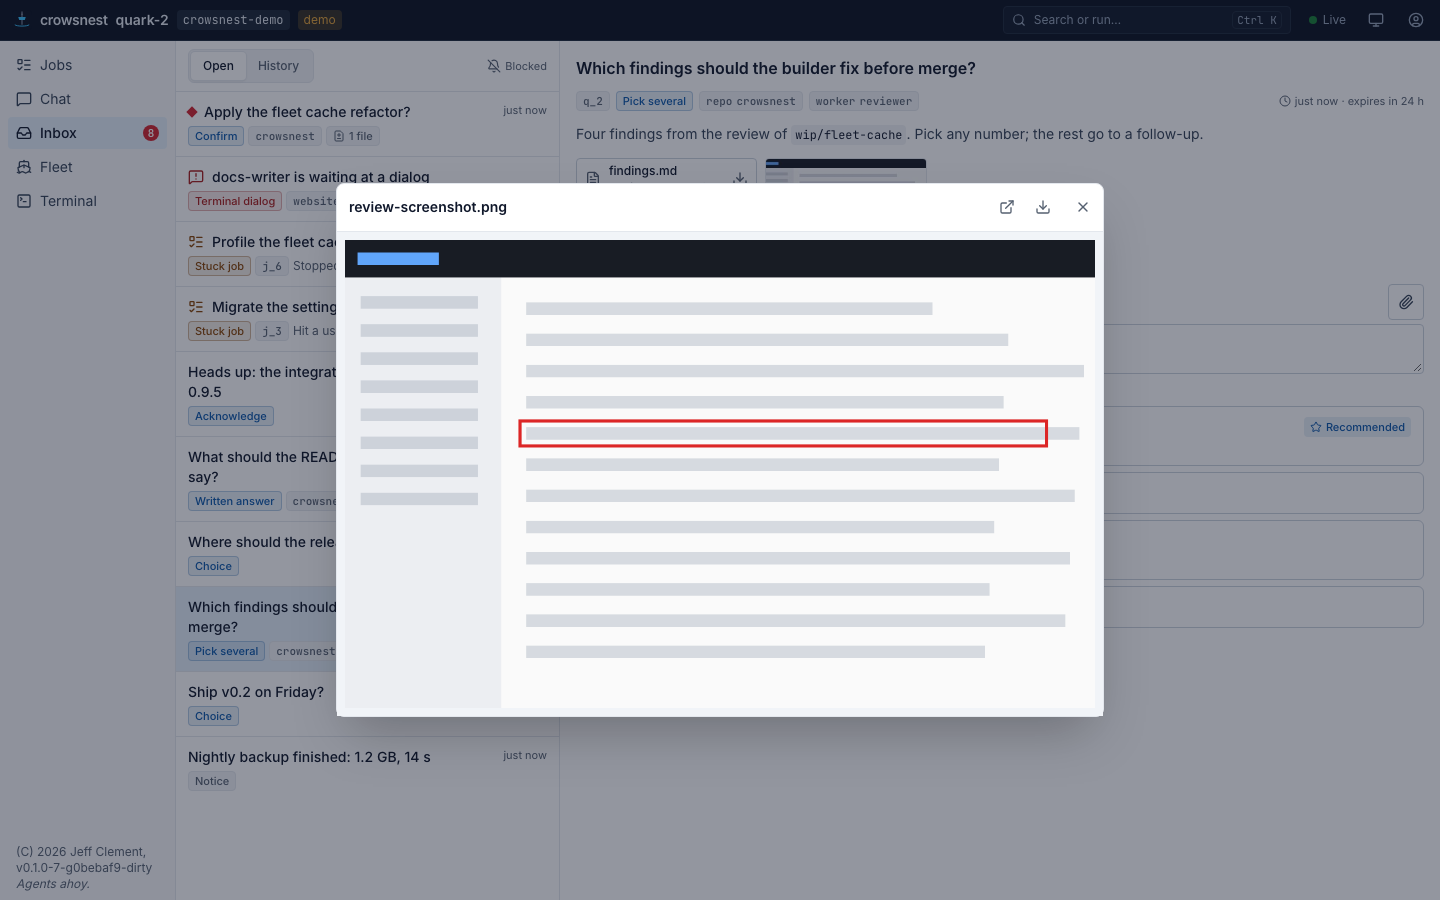 crowsnest quark-2 crowsnest-demo demo
Search or run... Ctrl K
Live
Jobs
Chat
Inbox 8
Fleet
Terminal
(C) 2026 Jeff Clement,
v0.1.0-7-g0bebaf9-dirty
Agents ahoy.
Open History Blocked
Apply the fleet cache refactor? just now
Confirm crowsnest 1 file
docs-writer is waiting at a dialog
Terminal dialog website
Profile the fleet
Stuck job j_6 Stopped
Migrate the setting
Stuck job j_3 Hit a
Heads up: the
0.9.5
Acknowledge
What should the
say?
Written answer
Where should the
Choice
Which findings should
merge?
Pick several crowsnest
Ship v0.2 on Friday?
Choice
Nightly backup finished: 1.2 GB, 14 s just now
Notice
Which findings should the builder fix before merge?
q_2 Pick several repo crowsnest worker reviewer just now · expires in 24 h
Four findings from the review of wip/fleet-cache. Pick any number; the rest go to a follow-up.
findings.md
review-screenshot.png
Recommended